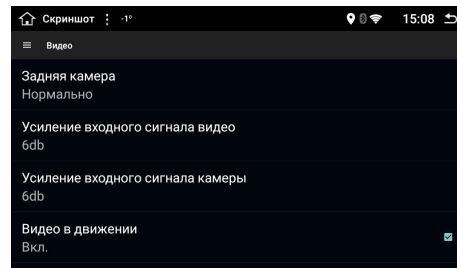 Скриншот -1° 15:08
Видео
Задняя камера
Нормально
Усиление входного сигнала видео
6db
Усиление входного сигнала камеры
6db
Видео в движении
Вкл.